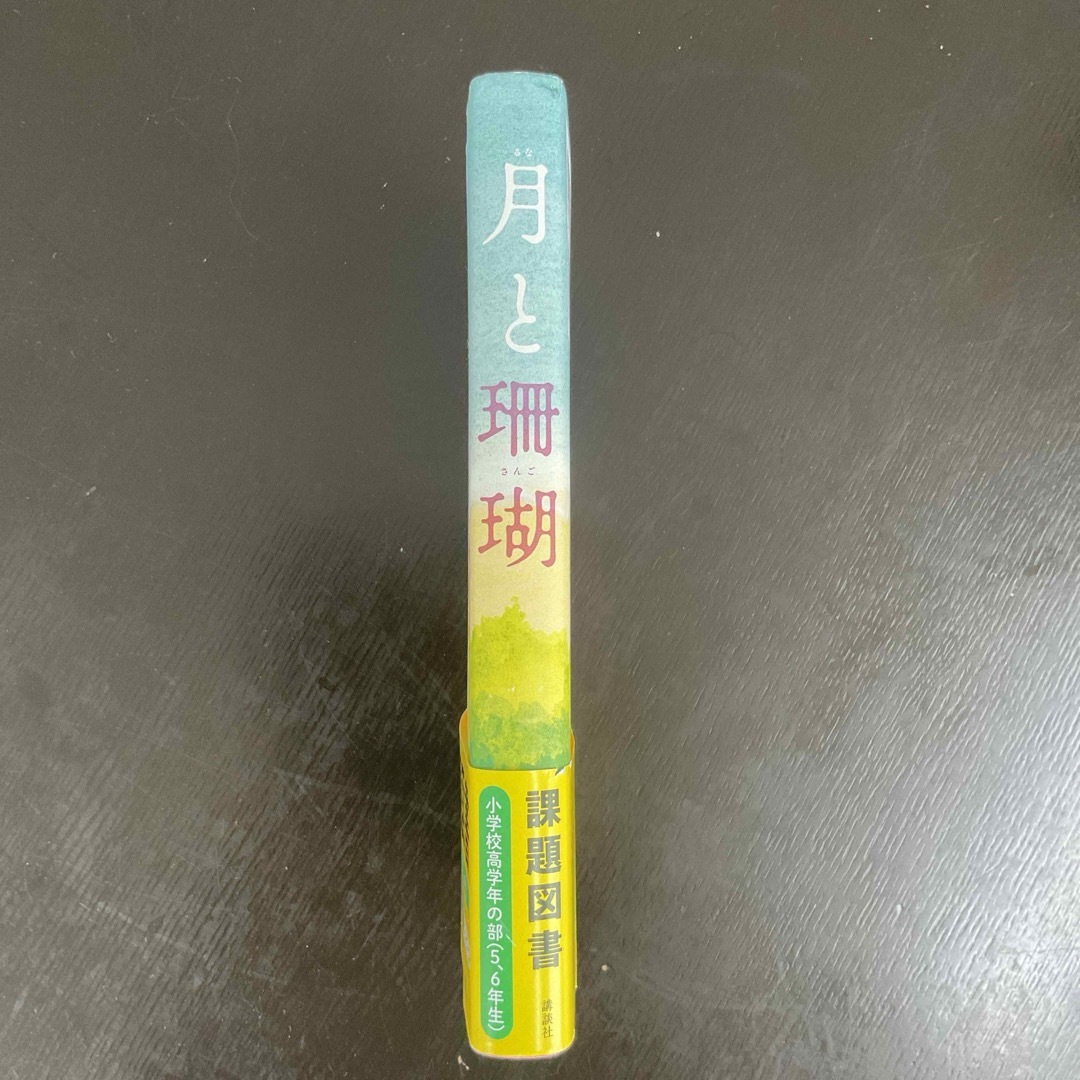 るな
月と珊瑚
さんご
課題図書
小学校高学年の部(5、6年生)
講談社